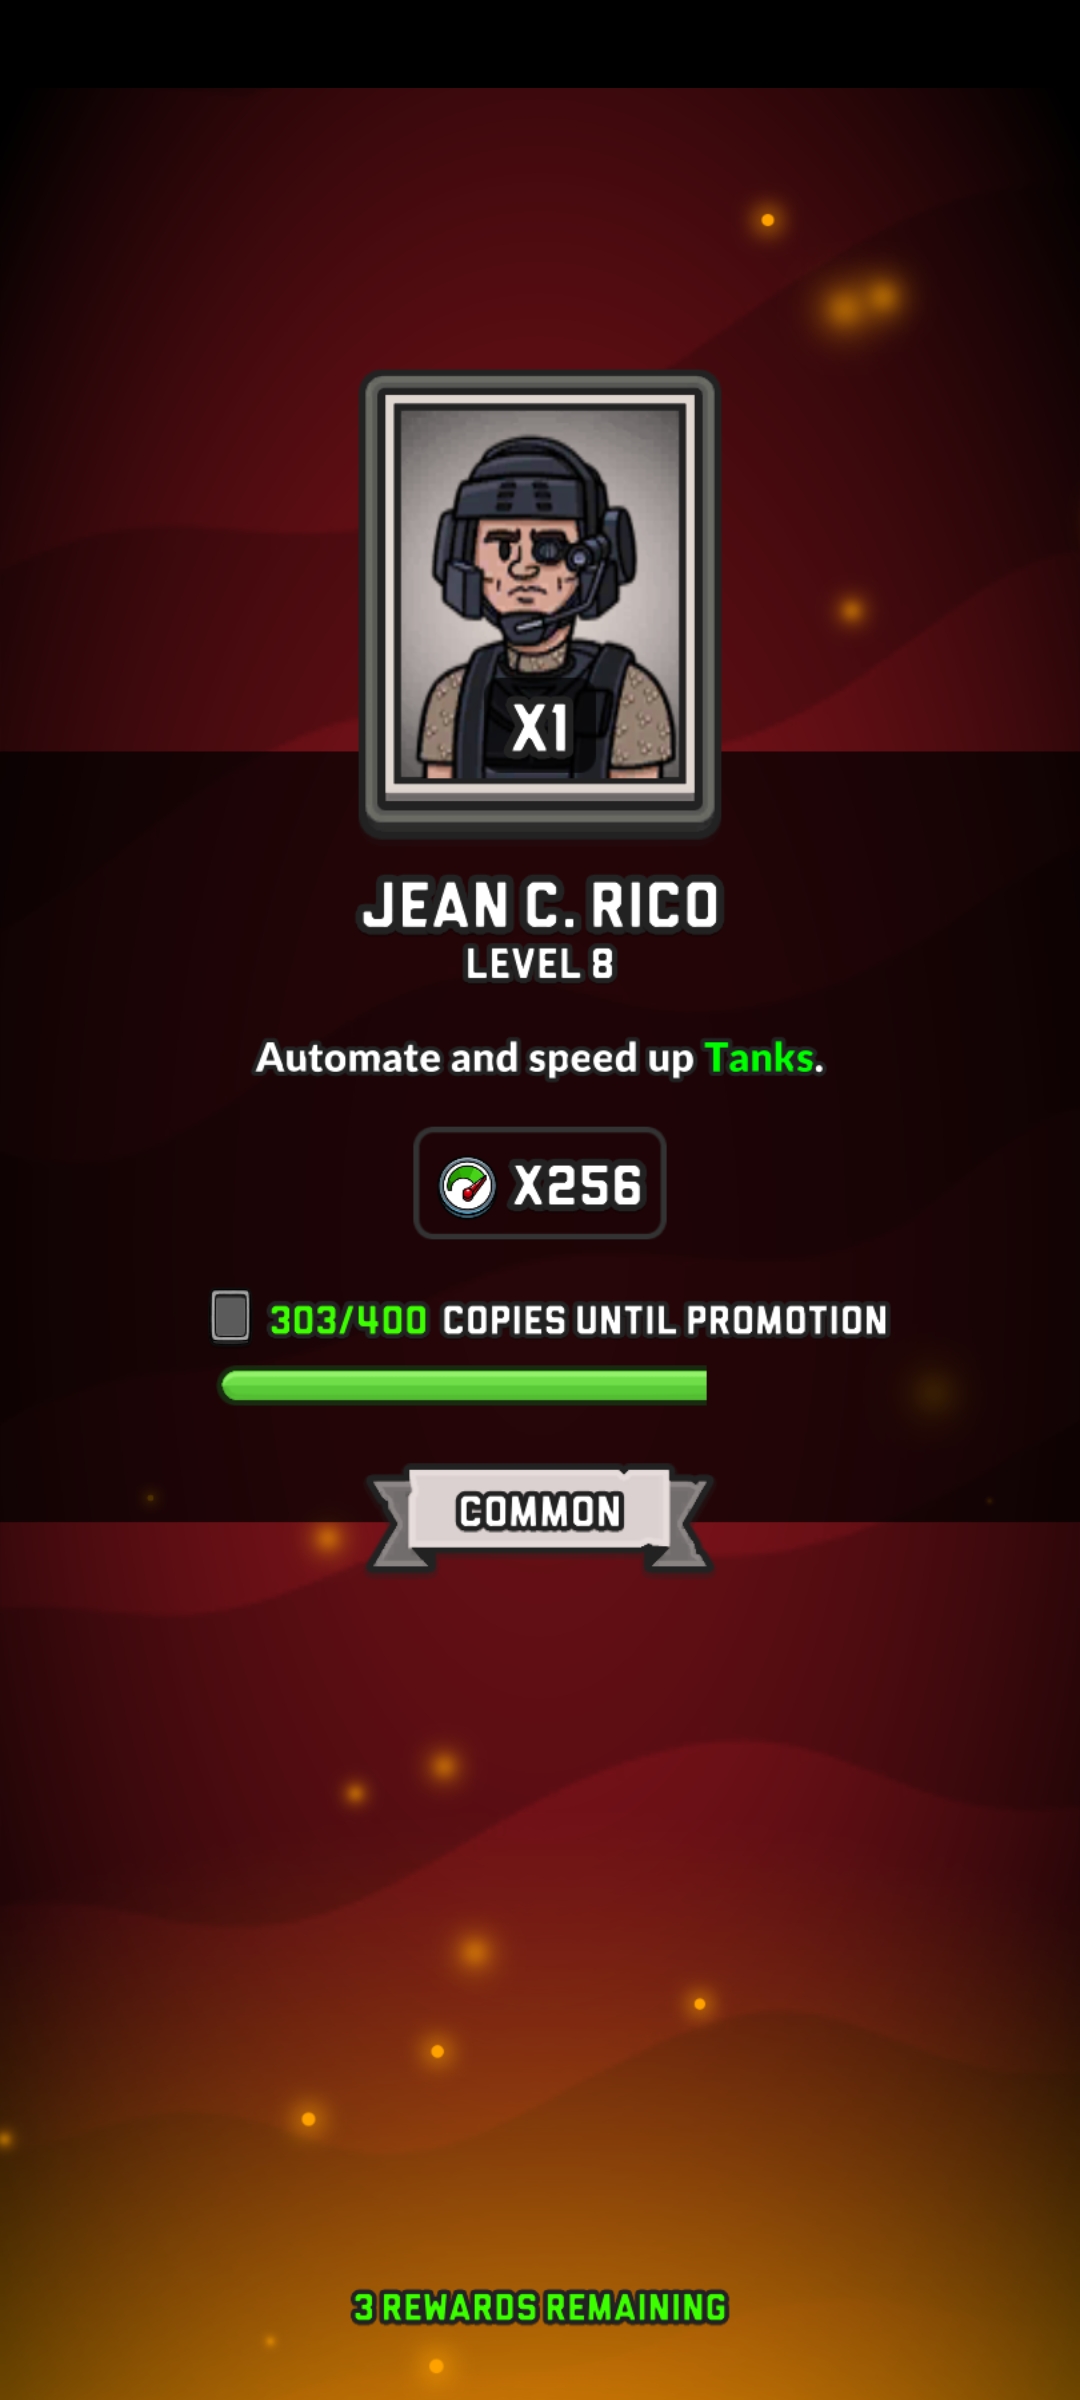 X1
JEAN C. RICO
LEVEL 8
Automate and speed up Tanks.
X256
303/400 COPIES UNTIL PROMOTION
COMMON
3 REWARDS REMAINING